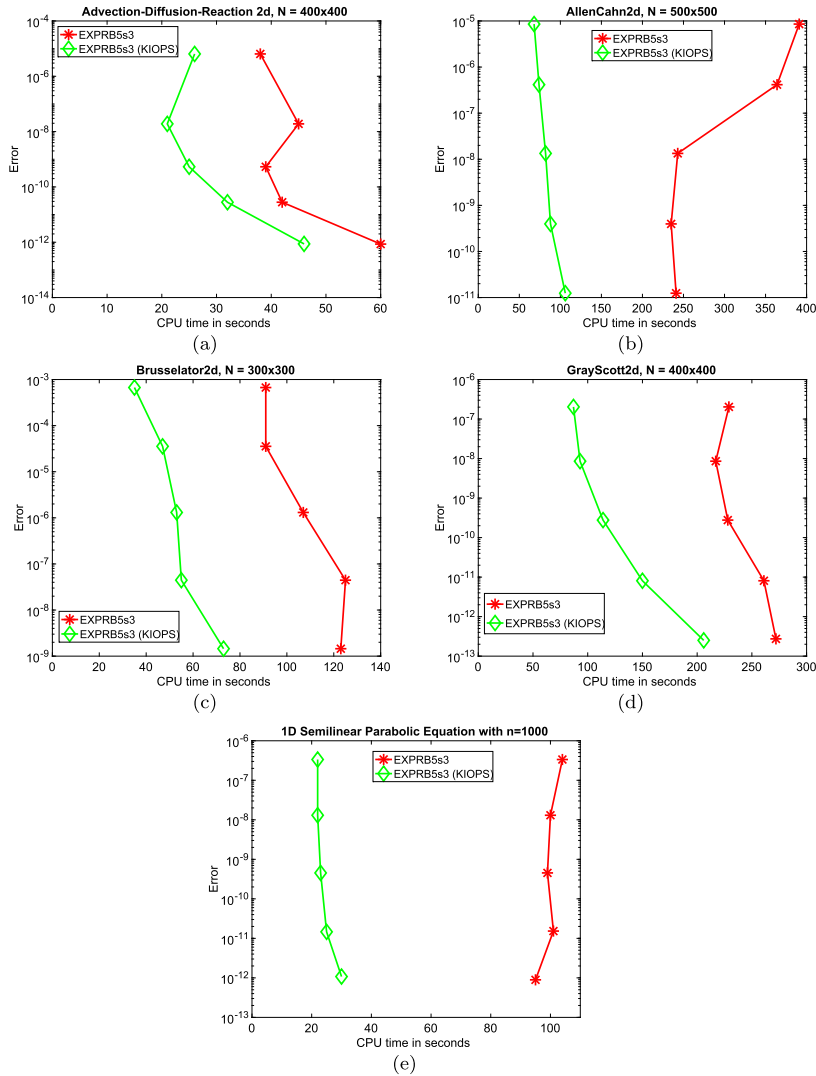 Advection-Diffusion-Reaction 2d, N = 400x400
EXPRB5s3
EXPRB5s3 (KIOPS)
10^-4
10^-6
10^-8
10^-10
10^-12
10^-14
Error
0 10 20 30 40 50 60
CPU time in seconds
(a)
AllenCahn2d, N = 500x500
EXPRB5s3
EXPRB5s3 (KIOPS)
10^-5
10^-6
10^-7
10^-8
10^-9
10^-10
10^-11
Error
0 50 100 150 200 250 300 350 400
CPU time in seconds
(b)
Brusselator2d, N = 300x300
10^-3
10^-4
10^-5
10^-6
10^-7
10^-8
10^-9
Error
EXPRB5s3
EXPRB5s3 (KIOPS)
0 20 40 60 80 100 120 140
CPU time in seconds
(c)
GrayScott2d, N = 400x400
10^-6
10^-7
10^-8
10^-9
10^-10
10^-11
10^-12
10^-13
Error
EXPRB5s3
EXPRB5s3 (KIOPS)
0 50 100 150 200 250 300
CPU time in seconds
(d)
1D Semilinear Parabolic Equation with n=1000
EXPRB5s3
EXPRB5s3 (KIOPS)
10^-6
10^-7
10^-8
10^-9
10^-10
10^-11
10^-12
10^-13
Error
0 20 40 60 80 100
CPU time in seconds
(e)